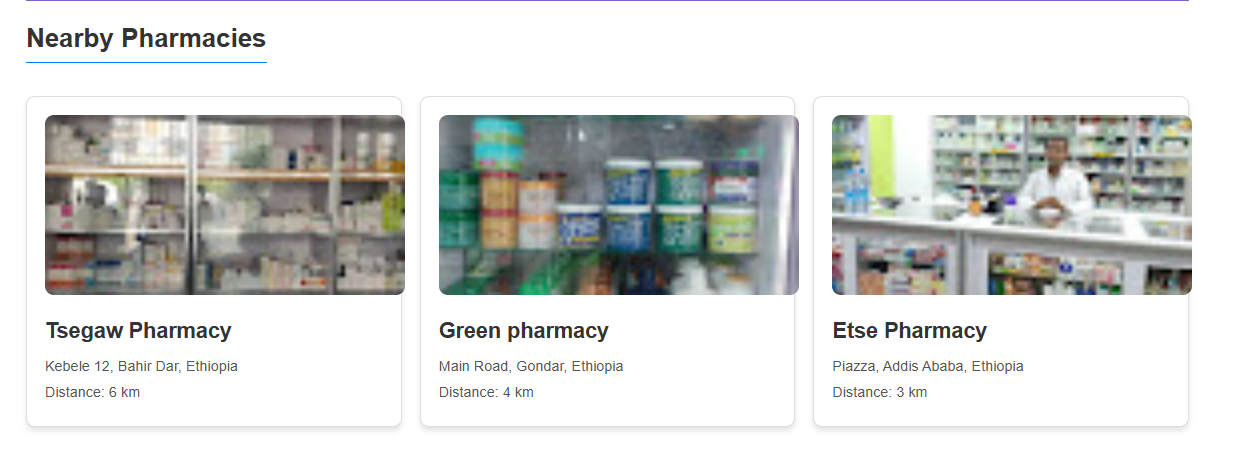 Nearby Pharmacies
Tsegaw Pharmacy
Kebele 12, Bahir Dar, Ethiopia
Distance: 6 km
Green pharmacy
Main Road, Gondar, Ethiopia
Distance: 4 km
Etse Pharmacy
Piazza, Addis Ababa, Ethiopia
Distance: 3 km